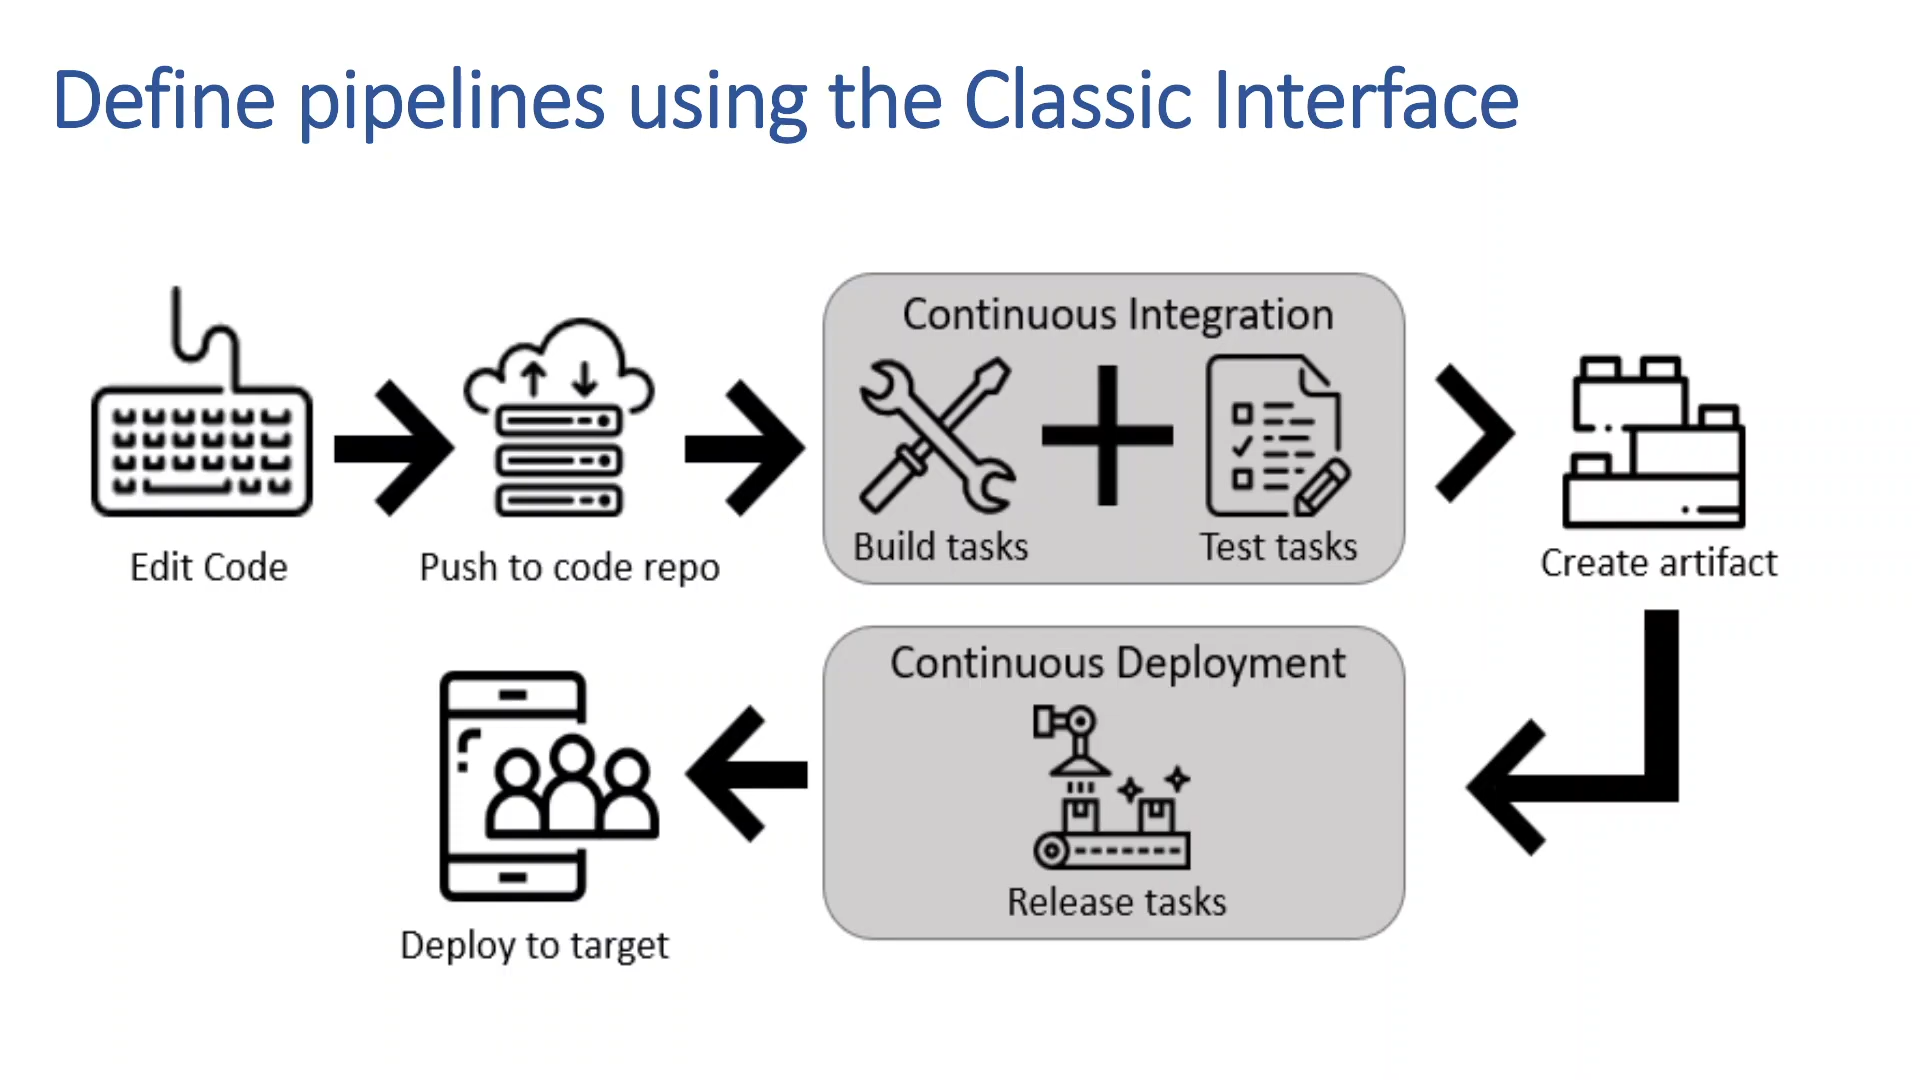 Define pipelines using the Classic Interface
Continuous Integration
Build tasks
Test tasks
Edit Code
Push to code repo
Create artifact
Continuous Deployment
Release tasks
Deploy to target